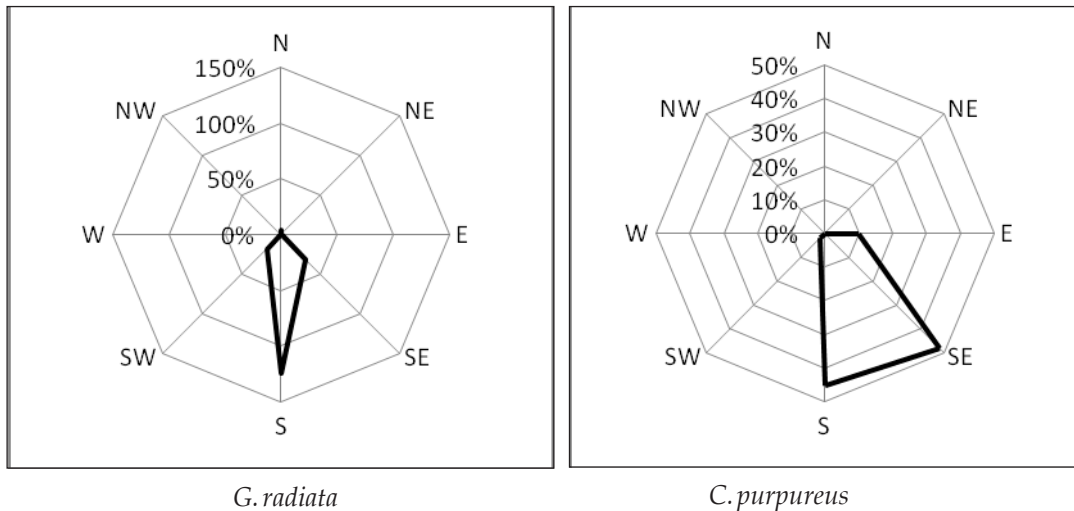 N
150%
NW
NE
100%
50%
W
0%
E
SW
SE
S
G. radiata
N
50%
NW
40%
NE
30%
20%
10%
W
0%
E
SW
SE
S
C. purpureus